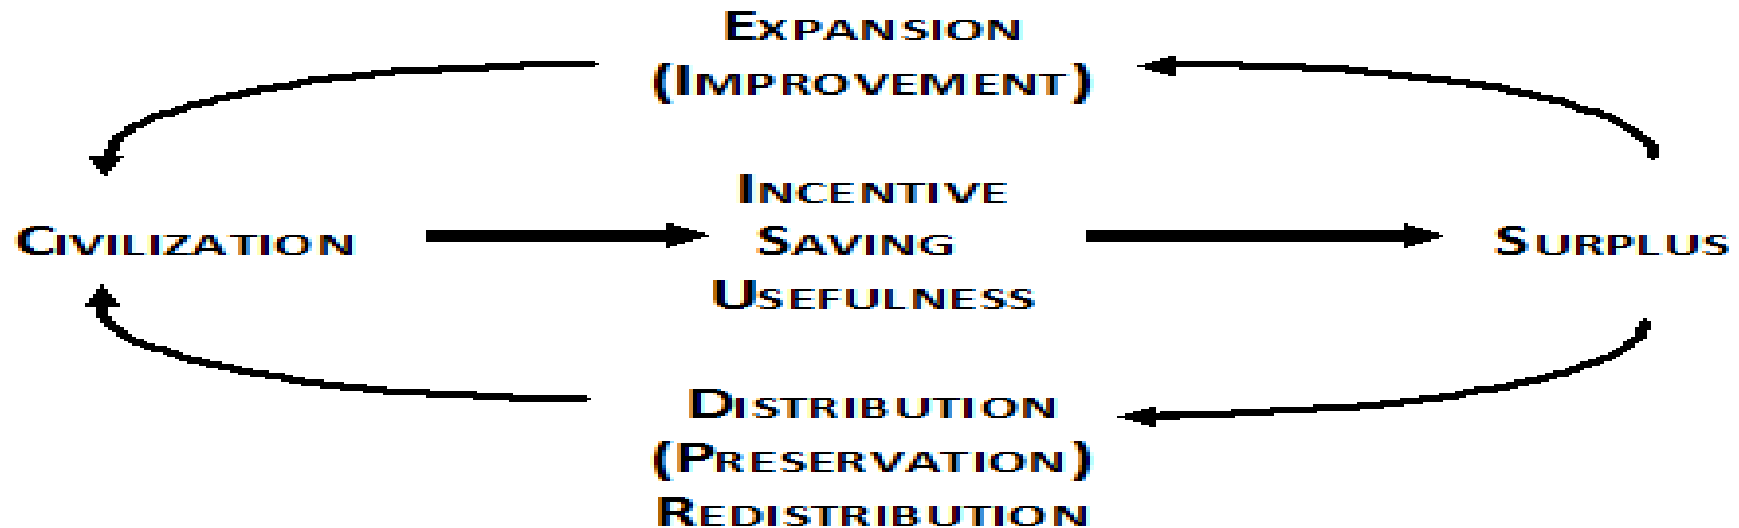 EXPANSION
(IMPROVEMENT)
INCENTIVE
CIVILIZATION SAVING SURPLUS
USEFULNESS
DISTRIBUTION
(PRESERVATION)
REDISTRIBUTION